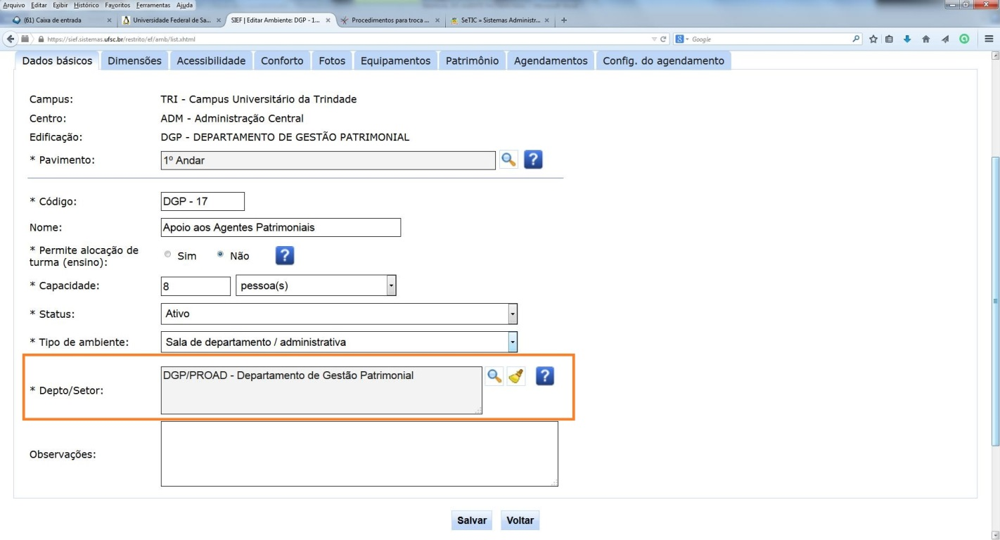 Arquivo Editar Exibir Histórico Favoritos Ferramentas Ajuda
(61) Caixa de entrada × Universidade Federal de Sa... × SIEF | Editar Ambiente: DGP - 1... × Procedimentos para troca ... × SeTIC » Sistemas Administr... × +
https://sief.sistemas.ufsc.br/restrito/ef/amb/list.xhtml Google
Dados básicos Dimensões Acessibilidade Conforto Fotos Equipamentos Patrimônio Agendamentos Config. do agendamento
Campus: TRI - Campus Universitário da Trindade
Centro: ADM - Administração Central
Edificação: DGP - DEPARTAMENTO DE GESTÃO PATRIMONIAL
* Pavimento: 1º Andar ?
* Código: DGP - 17
Nome: Apoio aos Agentes Patrimoniais
* Permite alocação de
turma (ensino): Sim Não ?
* Capacidade: 8 pessoa(s)
* Status: Ativo
* Tipo de ambiente: Sala de departamento / administrativa
* Depto/Setor: DGP/PROAD - Departamento de Gestão Patrimonial ?
Observações:
Salvar Voltar